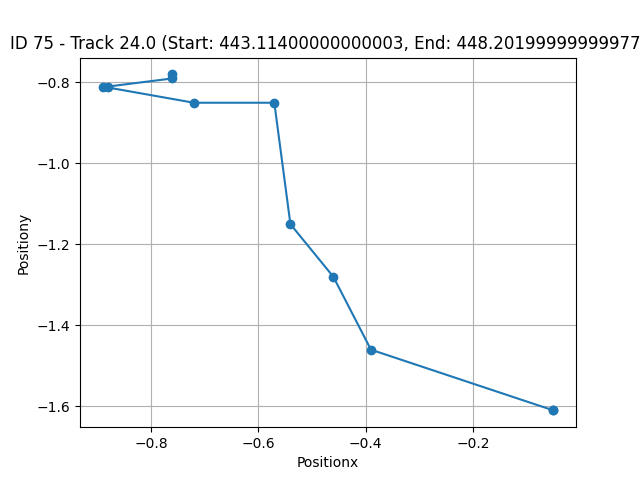 ID 75 - Track 24.0 (Start: 443.11400000000003, End: 448.20199999999977
−0.8
−1.0
−1.2
−1.4
−1.6
Positiony
−0.8 −0.6 −0.4 −0.2
Positionx